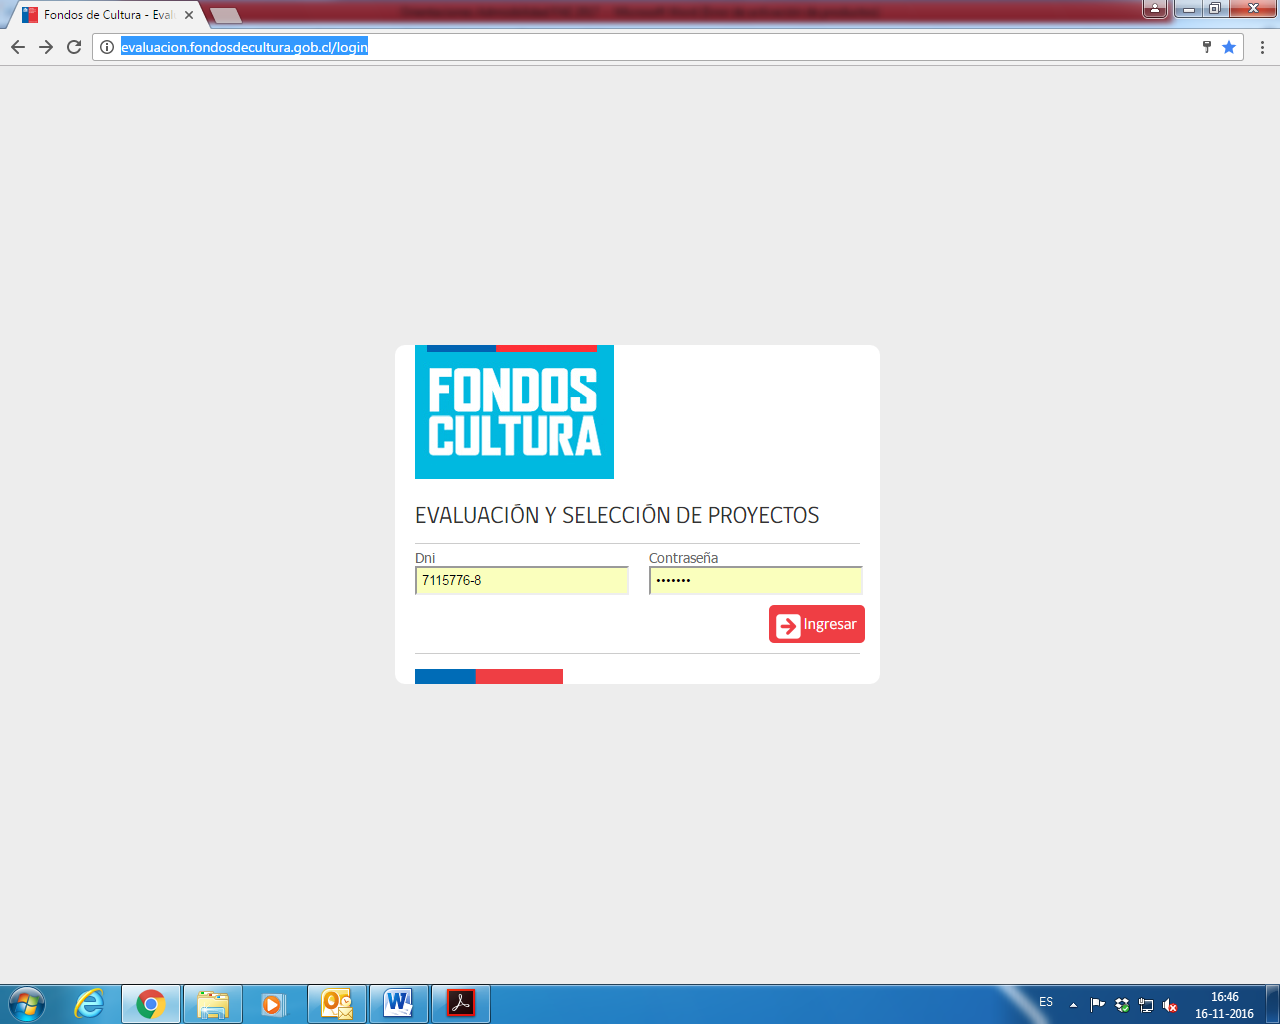 Fondos de Cultura - Eval
evaluacion.fondosdecultura.gob.cl/login
FONDOS
CULTURA
EVALUACIÓN Y SELECCIÓN DE PROYECTOS
Dni
Contraseña
7115776-8
•••••••
Ingresar
ES
16:46
16-11-2016